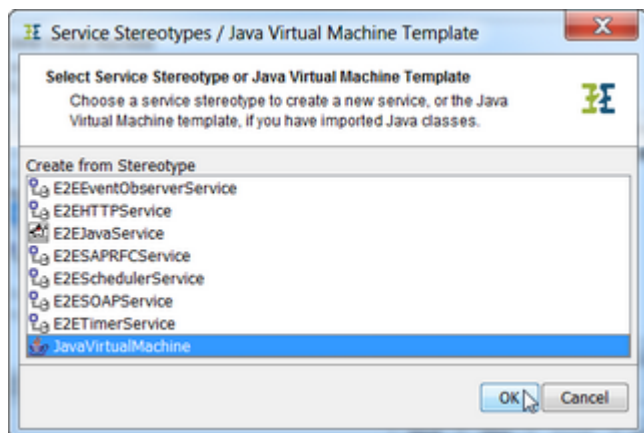 Service Stereotypes / Java Virtual Machine Template
Select Service Stereotype or Java Virtual Machine Template
Choose a service stereotype to create a new service, or the Java
Virtual Machine template, if you have imported Java classes.
Create from Stereotype
E2EEventObserverService
E2EHTTPService
E2EJavaService
E2ESAPRFCService
E2ESchedulerService
E2ESOAPService
E2ETimerService
JavaVirtualMachine
OK Cancel